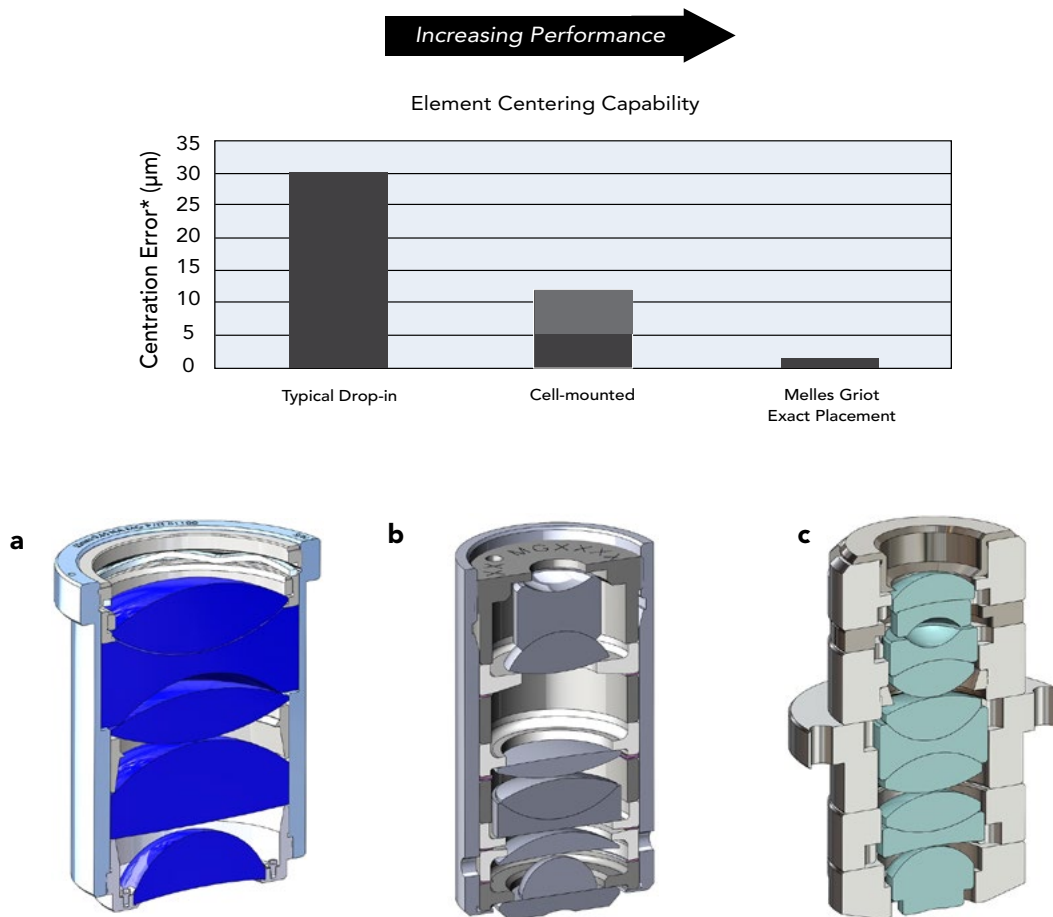 Increasing Performance
Element Centering Capability
Centration Error* (µm)
35
30
25
20
15
10
5
0
Typical Drop-in
Cell-mounted
Melles Griot
Exact Placement
a
b
c
MGXXXX